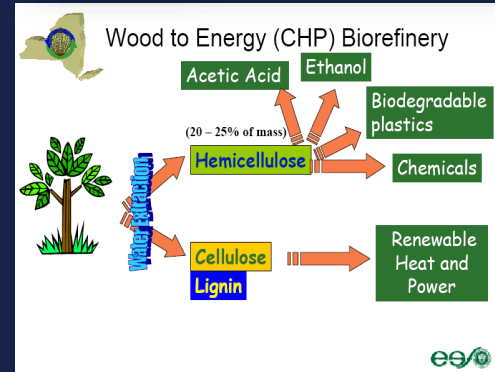 Wood to Energy (CHP) Biorefinery
Acetic Acid
Ethanol
Biodegradable
plastics
(20 – 25% of mass)
Hemicellulose
Chemicals
Water Extraction
Cellulose
Lignin
Renewable
Heat and
Power